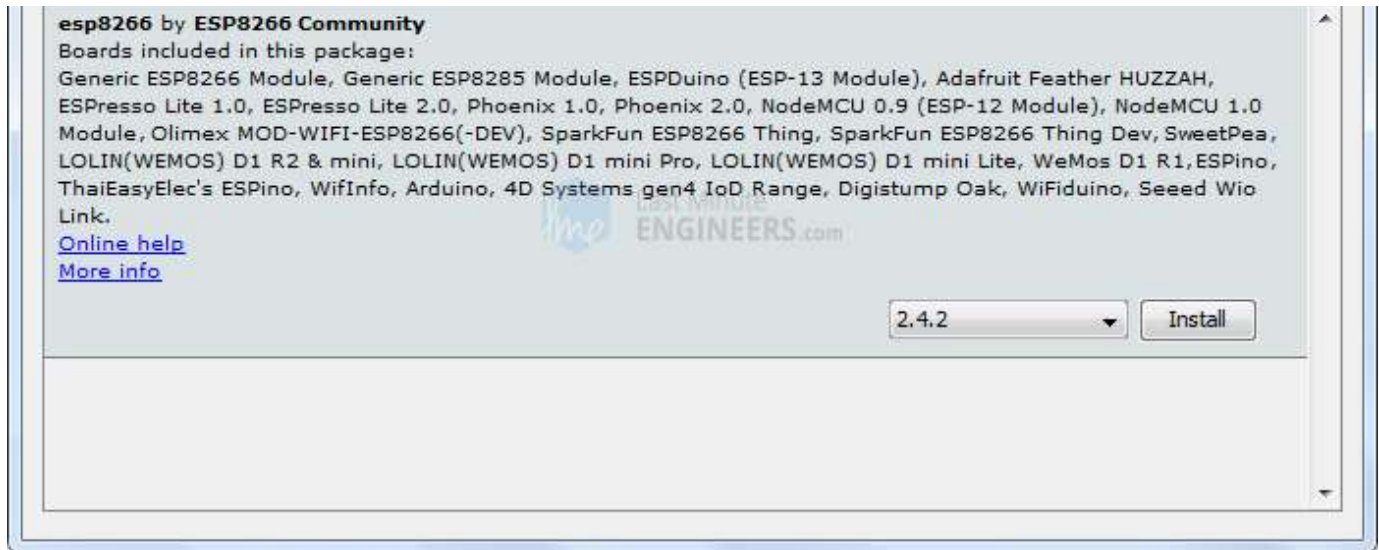 esp8266 by ESP8266 Community
Boards included in this package:
Generic ESP8266 Module, Generic ESP8285 Module, ESPDuino (ESP-13 Module), Adafruit Feather HUZZAH,
ESPresso Lite 1.0, ESPresso Lite 2.0, Phoenix 1.0, Phoenix 2.0, NodeMCU 0.9 (ESP-12 Module), NodeMCU 1.0
Module, Olimex MOD-WIFI-ESP8266(-DEV), SparkFun ESP8266 Thing, SparkFun ESP8266 Thing Dev, SweetPea,
LOLIN(WEMOS) D1 R2 & mini, LOLIN(WEMOS) D1 mini Pro, LOLIN(WEMOS) D1 mini Lite, WeMos D1 R1, ESPino,
ThaiEasyElec's ESPino, WifInfo, Arduino, 4D Systems gen4 IoD Range, Digistump Oak, WiFiduino, Seeed Wio
Link.
lme Last Minute
ENGINEERS.com
Online help
More info
2.4.2 Install